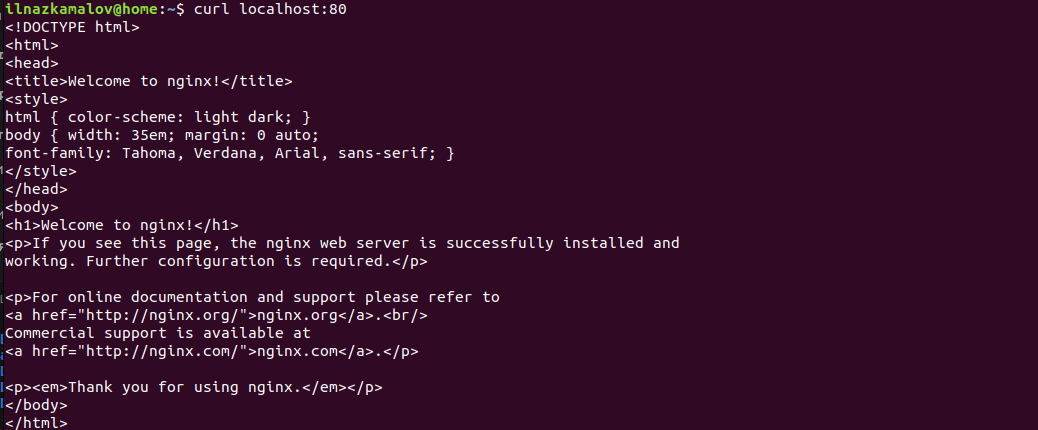 ilnazkamalov@home:~$ curl localhost:80
<!DOCTYPE html>
<html>
<head>
<title>Welcome to nginx!</title>
<style>
html { color-scheme: light dark; }
body { width: 35em; margin: 0 auto;
font-family: Tahoma, Verdana, Arial, sans-serif; }
</style>
</head>
<body>
<h1>Welcome to nginx!</h1>
<p>If you see this page, the nginx web server is successfully installed and
working. Further configuration is required.</p>

<p>For online documentation and support please refer to
<a href="http://nginx.org/">nginx.org</a>.<br/>
Commercial support is available at
<a href="http://nginx.com/">nginx.com</a>.</p>

<p><em>Thank you for using nginx.</em></p>
</body>
</html>